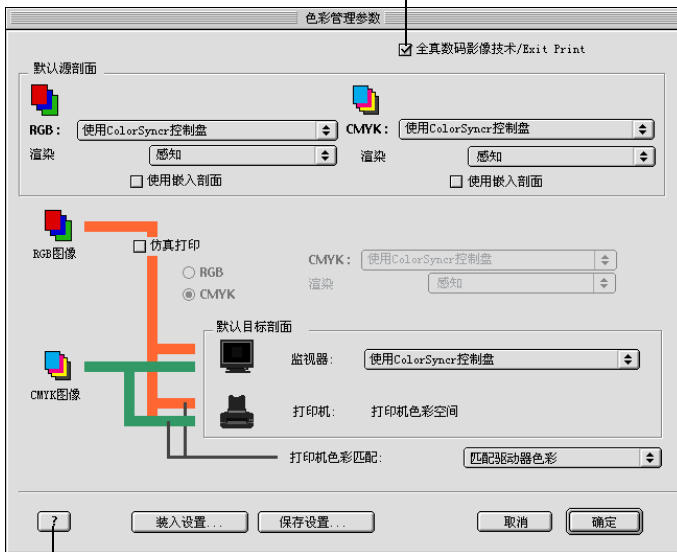 色彩管理参数
全真数码影像技术/Exit Print
默认源剖面
RGB： 使用ColorSyncr控制盘 CMYK： 使用ColorSyncr控制盘
渲染 感知 渲染 感知
使用嵌入剖面 使用嵌入剖面
RGB图像
仿真打印
RGB
CMYK
CMYK： 使用ColorSyncr控制盘
渲染 感知
默认目标剖面
监视器： 使用ColorSyncr控制盘
CMYK图像
打印机： 打印机色彩空间
打印机色彩匹配： 匹配驱动器色彩
? 装入设置... 保存设置... 取消 确定